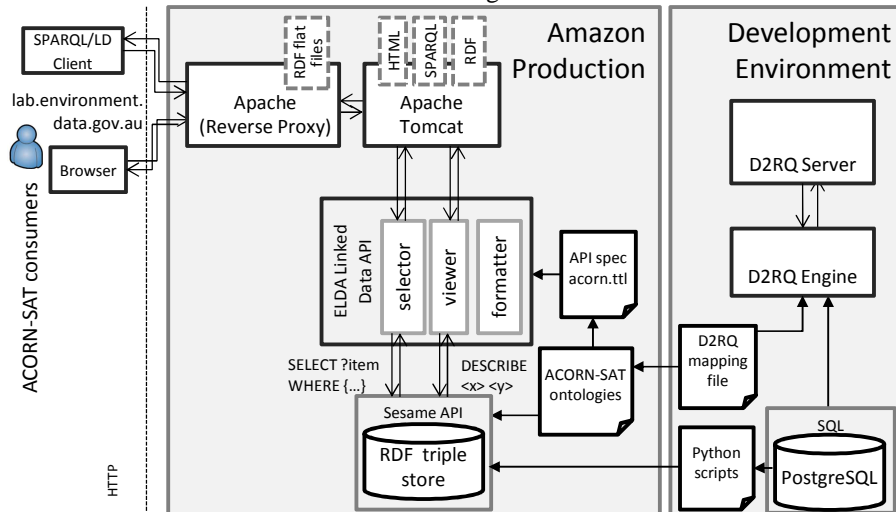 SPARQL/LD
Client
lab.environment.
data.gov.au
Browser
ACORN-SAT consumers
HTTP
Amazon
Production
RDF flat
files
Apache
(Reverse Proxy)
HTML
SPARQL
RDF
Apache
Tomcat
ELDA Linked
Data API
selector
viewer
formatter
API spec
acorn.ttl
SELECT ?item
WHERE {...}
DESCRIBE
<x> <y>
ACORN-SAT
ontologies
Sesame API
RDF triple
store
Development
Environment
D2RQ Server
D2RQ Engine
D2RQ
mapping
file
Python
scripts
SQL
PostgreSQL